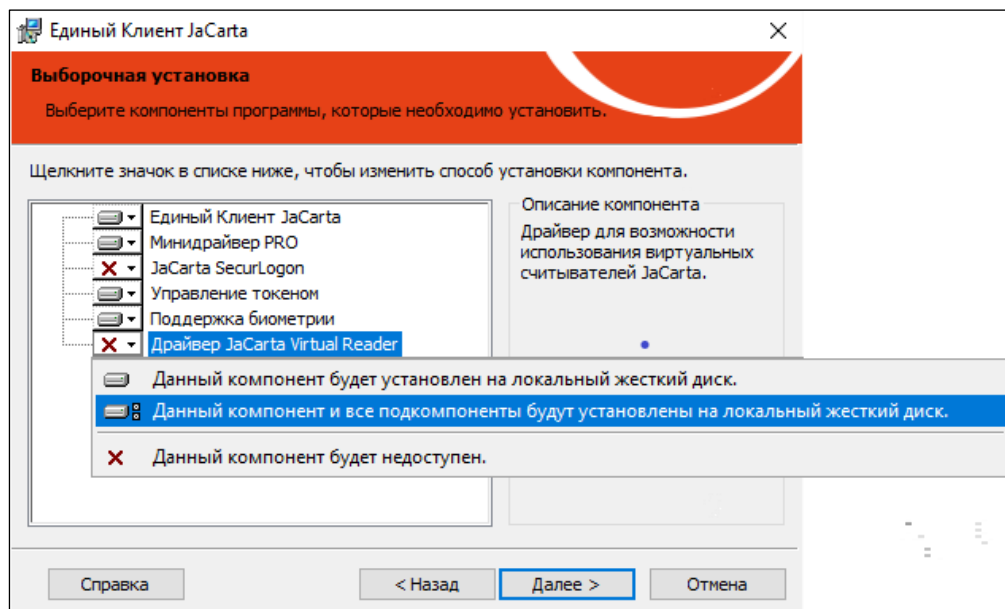 Единый Клиент JaCarta
Выборочная установка
Выберите компоненты программы, которые необходимо установить.
Щелкните значок в списке ниже, чтобы изменить способ установки компонента.
Единый Клиент JaCarta
Минидрайвер PRO
JaCarta SecurLogon
Управление токеном
Поддержка биометрии
Драйвер JaCarta Virtual Reader
Описание компонента
Драйвер для возможности
использования виртуальных
считывателей JaCarta.
Данный компонент будет установлен на локальный жесткий диск.
Данный компонент и все подкомпоненты будут установлены на локальный жесткий диск.
Данный компонент будет недоступен.
Справка
< Назад
Далее >
Отмена